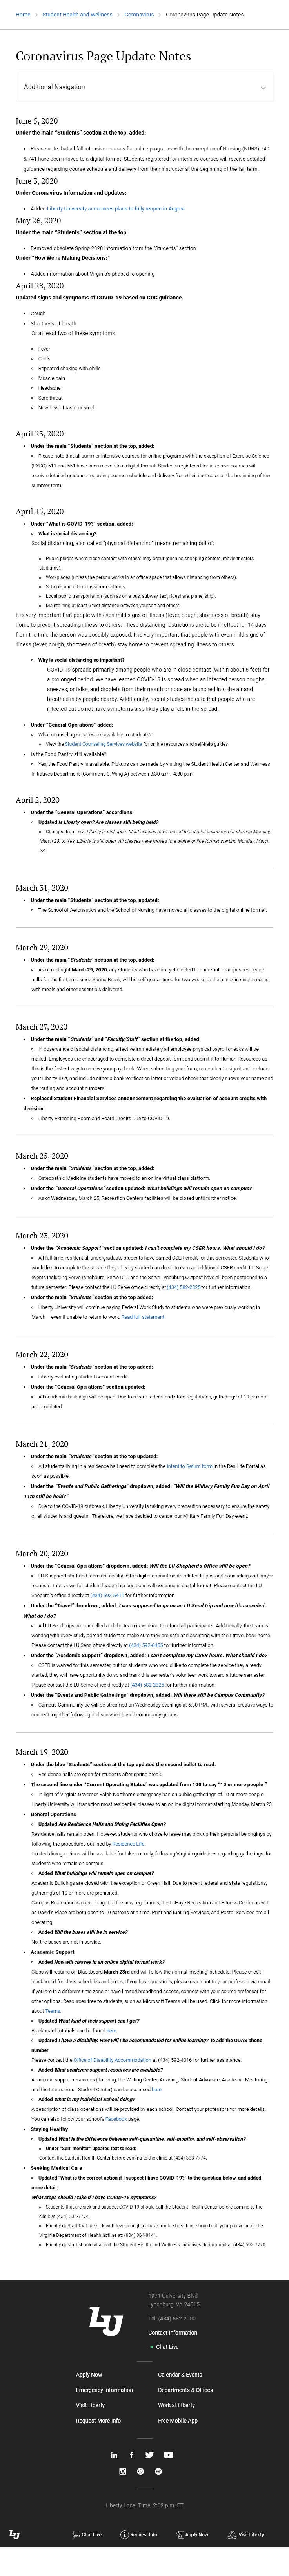 Home > Student Health and Wellness > Coronavirus > Coronavirus Page Update Notes
Coronavirus Page Update Notes
Additional Navigation
June 5, 2020
Under the main "Students" section at the top, added:
Please note that all fall intensive courses for online programs with the exception of Nursing (NURS) 740
& 741 have been moved to a digital format. Students registered for intensive courses will receive detailed
guidance regarding course schedule and delivery from their instructor at the beginning of the fall term.
June 3, 2020
Under Coronavirus Information and Updates:
Added Liberty University announces plans to fully reopen in August
May 26, 2020
Under the main "Students" section at the top:
Removed obsolete Spring 2020 information from the "Students" section
Under "How We're Making Decisions:"
Added information about Virginia's phased re-opening
April 28, 2020
Updated signs and symptoms of COVID-19 based on CDC guidance.
Cough
Shortness of breath
Or at least two of these symptoms:
Fever
Chills
Repeated shaking with chills
Muscle pain
Headache
Sore throat
New loss of taste or smell
April 23, 2020
Under the main "Students" section at the top, added:
Please note that all summer intensive courses for online programs with the exception of Exercise Science
(EXSC) 511 and 551 have been moved to a digital format. Students registered for intensive courses will
receive detailed guidance regarding course schedule and delivery from their instructor at the beginning of the
summer term.
April 15, 2020
Under "What is COVID-19?" section, added:
What is social distancing?
Social distancing, also called "physical distancing" means remaining out of:
Public places where close contact with others may occur (such as shopping centers, movie theaters,
stadiums).
Workplaces (unless the person works in an office space that allows distancing from others).
Schools and other classroom settings.
Local public transportation (such as on a bus, subway, taxi, rideshare, plane, ship).
Maintaining at least 6 feet distance between yourself and others
It is very important that people with even mild signs of illness (fever, cough, shortness of breath) stay
home to prevent spreading illness to others. These distancing restrictions are to be in effect for 14 days
from the time the person was possibly exposed. It is very important that people with even mild signs of
illness (fever, cough, shortness of breath) stay home to prevent spreading illness to others
Why is social distancing so important?
COVID-19 spreads primarily among people who are in close contact (within about 6 feet) for
a prolonged period. We have learned that COVID-19 is spread when an infected person coughs,
sneezes, or talks, and droplets from their mouth or nose are launched into the air and
breathed in by people nearby. Additionally, recent studies indicate that people who are
infected but do not have symptoms also likely play a role in this spread.
Under "General Operations" added:
What counseling services are available to students?
View the Student Counseling Services website for online resources and self-help guides
Is the Food Pantry still available?
Yes, the Food Pantry is available. Pickups can be made by visiting the Student Health Center and Wellness
Initiatives Department (Commons 3, Wing A) between 8:30 a.m. -4:30 p.m.
April 2, 2020
Under the "General Operations" accordions:
Updated Is Liberty open? Are classes still being held?
Changed from Yes, Liberty is still open. Most classes have moved to a digital online format starting Monday,
March 23. to Yes, Liberty is still open. All classes have moved to a digital online format starting Monday, March
23.
March 31, 2020
Under the main "Students" section at the top, updated:
The School of Aeronautics and the School of Nursing have moved all classes to the digital online format.
March 29, 2020
Under the main "Students" section at the top, added:
As of midnight March 29, 2020, any students who have not yet elected to check into campus residence
halls for the first time since Spring Break, will be self-quarantined for two weeks at the annex in single rooms
with meals and other essentials delivered.
March 27, 2020
Under the main "Students" and "Faculty/Staff" section at the top, added:
In observance of social distancing, effective immediately all employee physical payroll checks will be
mailed. Employees are encouraged to complete a direct deposit form and submit it to Human Resources as
this is the easiest way to receive your paycheck. When submitting your form, remember to sign it and include
your Liberty ID #, and include either a bank verification letter or voided check that clearly shows your name and
the routing and account numbers.
Replaced Student Financial Services announcement regarding the evaluation of account credits with
decision:
Liberty Extending Room and Board Credits Due to COVID-19.
March 25, 2020
Under the main "Students" section at the top, added:
Osteopathic Medicine students have moved to an online virtual class platform.
Under the "General Operations" section updated: What buildings will remain open on campus?
As of Wednesday, March 25, Recreation Centers facilities will be closed until further notice.
March 23, 2020
Under the "Academic Support" section updated: I can't complete my CSER hours. What should I do?
All full-time, residential, undergraduate students have earned CSER credit for this semester. Students who
were planning to continue serving for the remainder of the semester are able to do so to earn an additional CSER credit. LU Serve
events including Serve Lynchburg, Serve D.C. and the Serve Lynchburg Outpost have all been postponed to a
future semester. Please contact the LU Serve office directly at (434) 582-2325 for further information.
Under the main "Students" section at the top added:
Liberty University will continue paying Federal Work Study to students who were previously working in
March – even if unable to return to work. Read full statement.
March 22, 2020
Under the main "Students" section at the top added:
Liberty evaluating student account credit.
Under the "General Operations" section updated:
All academic buildings will be open. Due to recent federal and state regulations, gatherings of 10 or more
are prohibited.
March 21, 2020
Under the main "Students" section at the top updated:
All students living in a residence hall need to complete the Intent to Return form in the Res Life Portal as
soon as possible.
Under the "Events and Public Gatherings" dropdown, added: "Will the Military Family Fun Day on April
11th still be held?"
Due to the COVID-19 outbreak, Liberty University is taking every precaution necessary to ensure the safety
of all students and guests. Therefore, we have decided to cancel our Military Family Fun Day event.
March 20, 2020
Under the "General Operations" dropdown, added: Will the LU Shepherd's Office still be open?
LU Shepherd staff and team are available for digital appointments related to pastoral counseling and prayer
Shepherd's office directly at (434) 592-5411 for further information
Under the "Travel" dropdown, added: I was supposed to go on an LU Send trip and now it's canceled.
What do I do?
All LU Send trips are cancelled and the team is working on refunds to all participants. The team is also
working with every study abroad student to make sure they are safe and assisting with their travel back home.
Please contact the LU Send office directly at (434) 592-6455 for further information.
Under the "Academic Support" dropdown, added: I can't complete my CSER hours. What should I do?
Please contact the LU Serve office directly at (434) 582-2325 for further information.
Under the "Events and Public Gatherings" dropdown, added: Will there still be Campus Community?
Campus Community will be streamed on Wednesday evenings at 6:30 P.M., with several creative ways to
connect together following in discussion-based community groups.
March 19, 2020
Under the blue "Students" section at the top updated the second bullet to read:
Residence halls are open for students after spring break.
The second line under "Current Operating Status" was updated from 100 to say "10 or more people:"
In light of Virginia Governor Ralph Northam's emergency ban on public gatherings of 10 or more people,
Liberty University will transition most residential classes to an online digital format starting Monday, March 23.
General Operations
Updated Are Residence Halls and Dining Facilities Open?
Residence halls remain open. However, students who chose to leave may pick up their personal belongings by
following the procedures outlined by Residence Life.
Limited dining options will be available for take-out only, following Virginia guidelines regarding gatherings, for
students who remain on campus.
Added What buildings will remain open on campus?
Academic Buildings are closed with the exception of Green Hall. Due to recent federal and state regulations,
gatherings of 10 or more are prohibited.
Campus Recreation is open. In light of the new regulations, the LaHaye Recreation and Fitness Center as well
as David's Place are both open to 10 patrons at a time. Print and Mailing Services, and Postal Services are all
operating.
Added Will the buses still be in service?
No, the buses are not in service.
Academic Support
Added How will classes in an online digital format work?
Class will resume on Blackboard March 23rd and will follow the normal 'meeting' schedule. Please check
blackboard for class schedules and times. If you have questions, please reach out to your professor via email.
If you are in a different time zone or have limited broadband access, consult your professor via email for
other options. Resources free to students, such as Microsoft Teams will be used. Click for more information
about Teams.
Updated What kind of tech support can I get?
Blackboard tutorials can be found here.
Updated I have a disability. How will I be accommodated for online learning? to add the ODAS phone
number
Please contact the Office of Disability Accommodation at (434) 592-4016 for further assistance.
Added What academic support resources are available?
Academic support resources (Tutoring, the Writing Center, Advising, Student Advocate, Academic Mentoring,
and the International Student Center) can be accessed here.
Added What is my individual School doing?
A description of class operations will be provided by each school. Contact your professors for more details.
You can also follow your school's Facebook page.
Staying Healthy
Updated What is the difference between self-quarantine, self-monitor, and self-observation?
Under "Self-monitor" updated text to read:
Contact the Student Health Center before coming to the clinic at (434) 338-7774.
Seeking Medical Care
Updated "What is the correct action if I suspect I have COVID-19?" to the question below, and added
more detail:
What steps should I take if I have COVID-19 symptoms?
Students that are sick and suspect COVID-19 should call the Student Health Center before coming to the
clinic at (434) 338-7774.
Faculty or Staff that are sick with fever, cough, or have trouble breathing should call your physician or the
Virginia Department of Health hotline at: (804) 864-8141.
Faculty or staff should also call the Student Health and Wellness Initiatives department at (434) 592-7770.
LU
1971 University Blvd
Lynchburg, VA 24515
Tel: (434) 582-2000
Contact Information
Chat Live
Apply Now
Calendar & Events
Emergency Information
Departments & Offices
Visit Liberty
Work at Liberty
Request More Info
Free Mobile App
Liberty Local Time: 2:02 p.m. ET
LU Chat Live Request Info Apply Now Visit Liberty